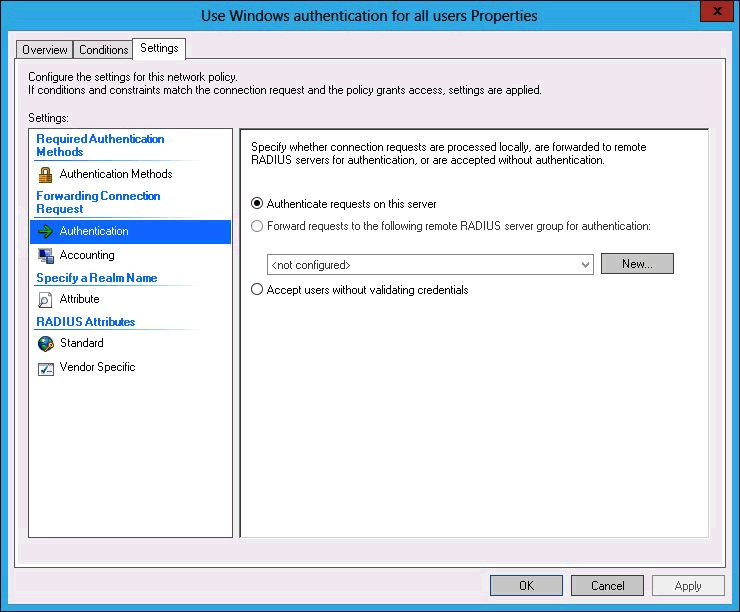 Use Windows authentication for all users Properties
x
Overview
Conditions
Settings
Configure the settings for this network policy.
If conditions and constraints match the connection request and the policy grants access, settings are applied.
Settings:
Required Authentication
Methods
Authentication Methods
Forwarding Connection
Request
Authentication
Accounting
Specify a Realm Name
Attribute
RADIUS Attributes
Standard
Vendor Specific
Specify whether connection requests are processed locally, are forwarded to remote
RADIUS servers for authentication, or are accepted without authentication.
Authenticate requests on this server
Forward requests to the following remote RADIUS server group for authentication:
<not configured>
New...
Accept users without validating credentials
OK
Cancel
Apply